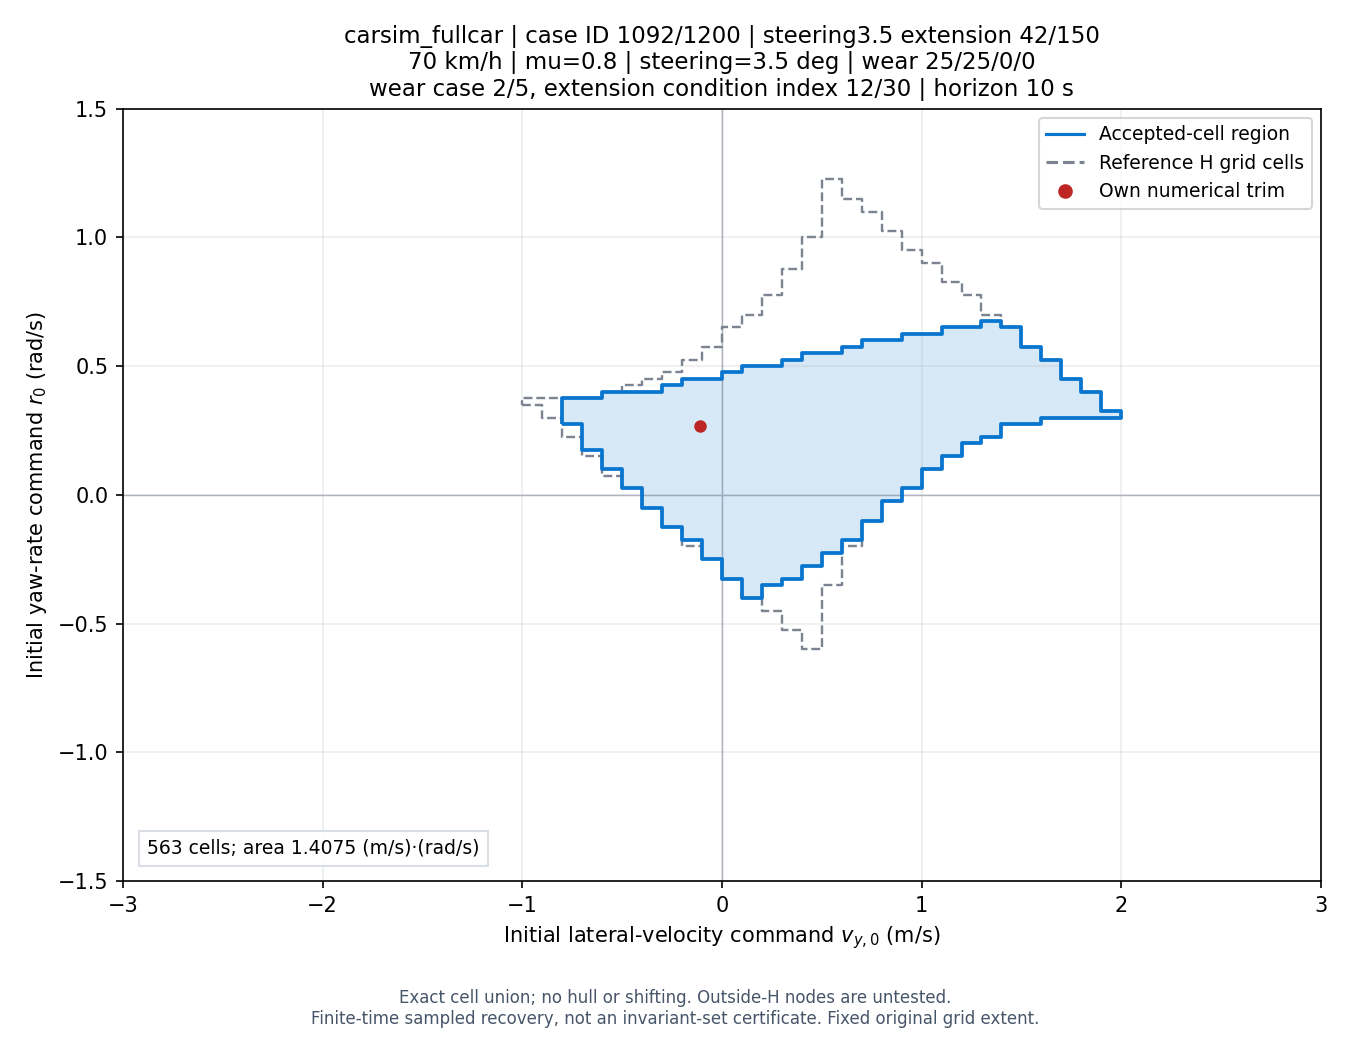 carsim_fullcar | case ID 1092/1200 | steering3.5 extension 42/150
70 km/h | mu=0.8 | steering=3.5 deg | wear 25/25/0/0
wear case 2/5, extension condition index 12/30 | horizon 10 s
Accepted-cell region
Reference H grid cells
Own numerical trim
1.5
1.0
0.5
0.0
−0.5
−1.0
−1.5
Initial yaw-rate command r₀ (rad/s)
563 cells; area 1.4075 (m/s)·(rad/s)
−3
−2
−1
0
1
2
3
Initial lateral-velocity command v_{y,0} (m/s)
Exact cell union; no hull or shifting. Outside-H nodes are untested.
Finite-time sampled recovery, not an invariant-set certificate. Fixed original grid extent.